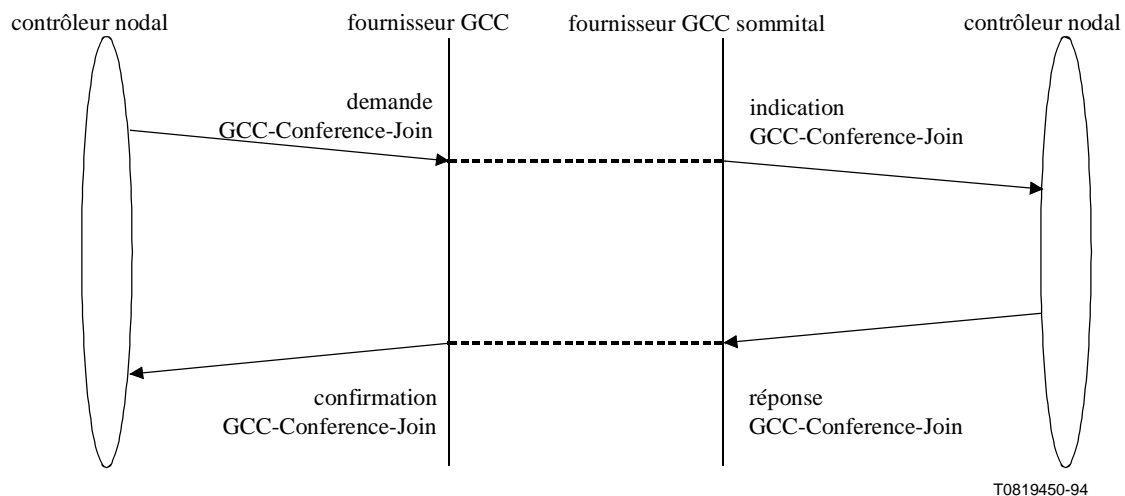 contrôleur nodal
fournisseur GCC
fournisseur GCC sommital
contrôleur nodal
demande
GCC-Conference-Join
indication
GCC-Conference-Join
confirmation
GCC-Conference-Join
réponse
GCC-Conference-Join
T0819450-94